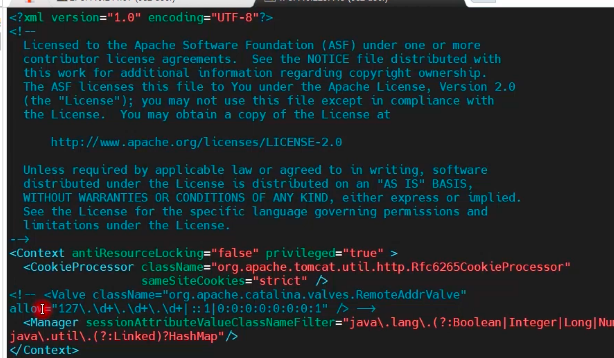 <?xml version="1.0" encoding="UTF-8"?>
<!--
  Licensed to the Apache Software Foundation (ASF) under one or more
  contributor license agreements.  See the NOTICE file distributed with
  this work for additional information regarding copyright ownership.
  The ASF licenses this file to You under the Apache License, Version 2.0
  (the "License"); you may not use this file except in compliance with
  the License.  You may obtain a copy of the License at

      http://www.apache.org/licenses/LICENSE-2.0

  Unless required by applicable law or agreed to in writing, software
  distributed under the License is distributed on an "AS IS" BASIS,
  WITHOUT WARRANTIES OR CONDITIONS OF ANY KIND, either express or implied.
  See the License for the specific language governing permissions and
  limitations under the License.
-->
<Context antiResourceLocking="false" privileged="true" >
  <CookieProcessor className="org.apache.tomcat.util.http.Rfc6265CookieProcessor"
                   sameSiteCookies="strict" />
<!-- <Valve className="org.apache.catalina.valves.RemoteAddrValve"
allow="127\.\d+\.\d+\.\d+|::1|0:0:0:0:0:0:0:1" /> -->
  <Manager sessionAttributeValueClassNameFilter="java\.lang\.(?:Boolean|Integer|Long|Nu
java\.util\.(?:Linked)?HashMap"/>
</Context>